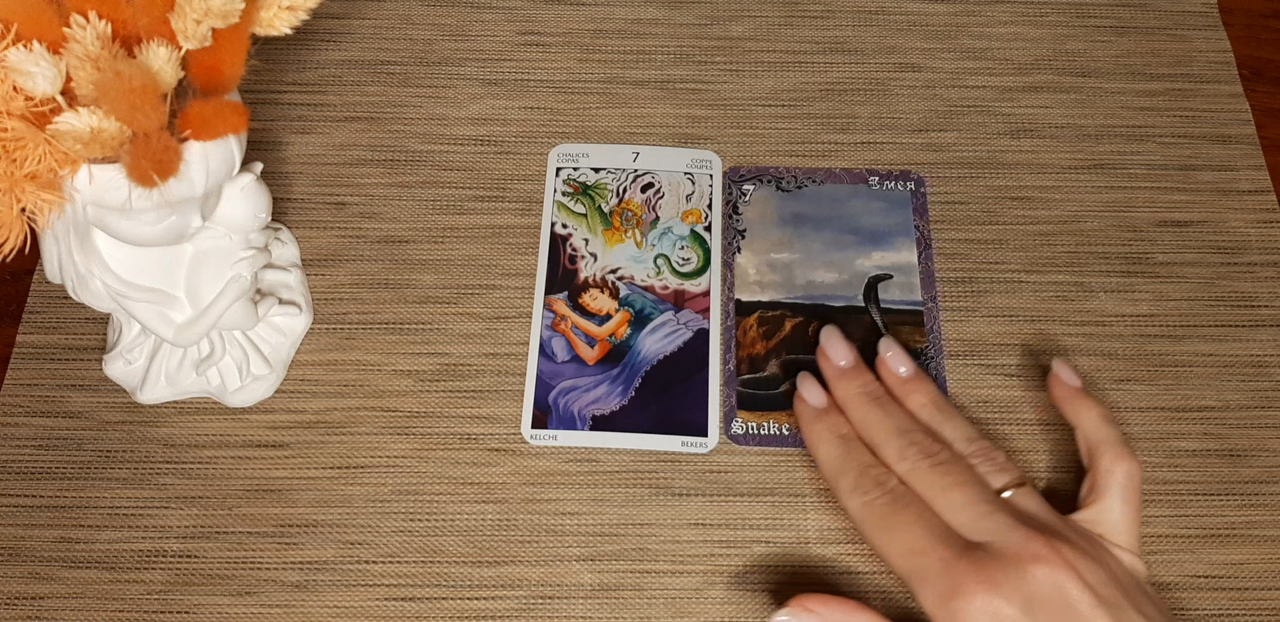 CHALICES
COPAS
7
COPPE
COUPES
KELCHE
BEKERS
7
Змея
Snake